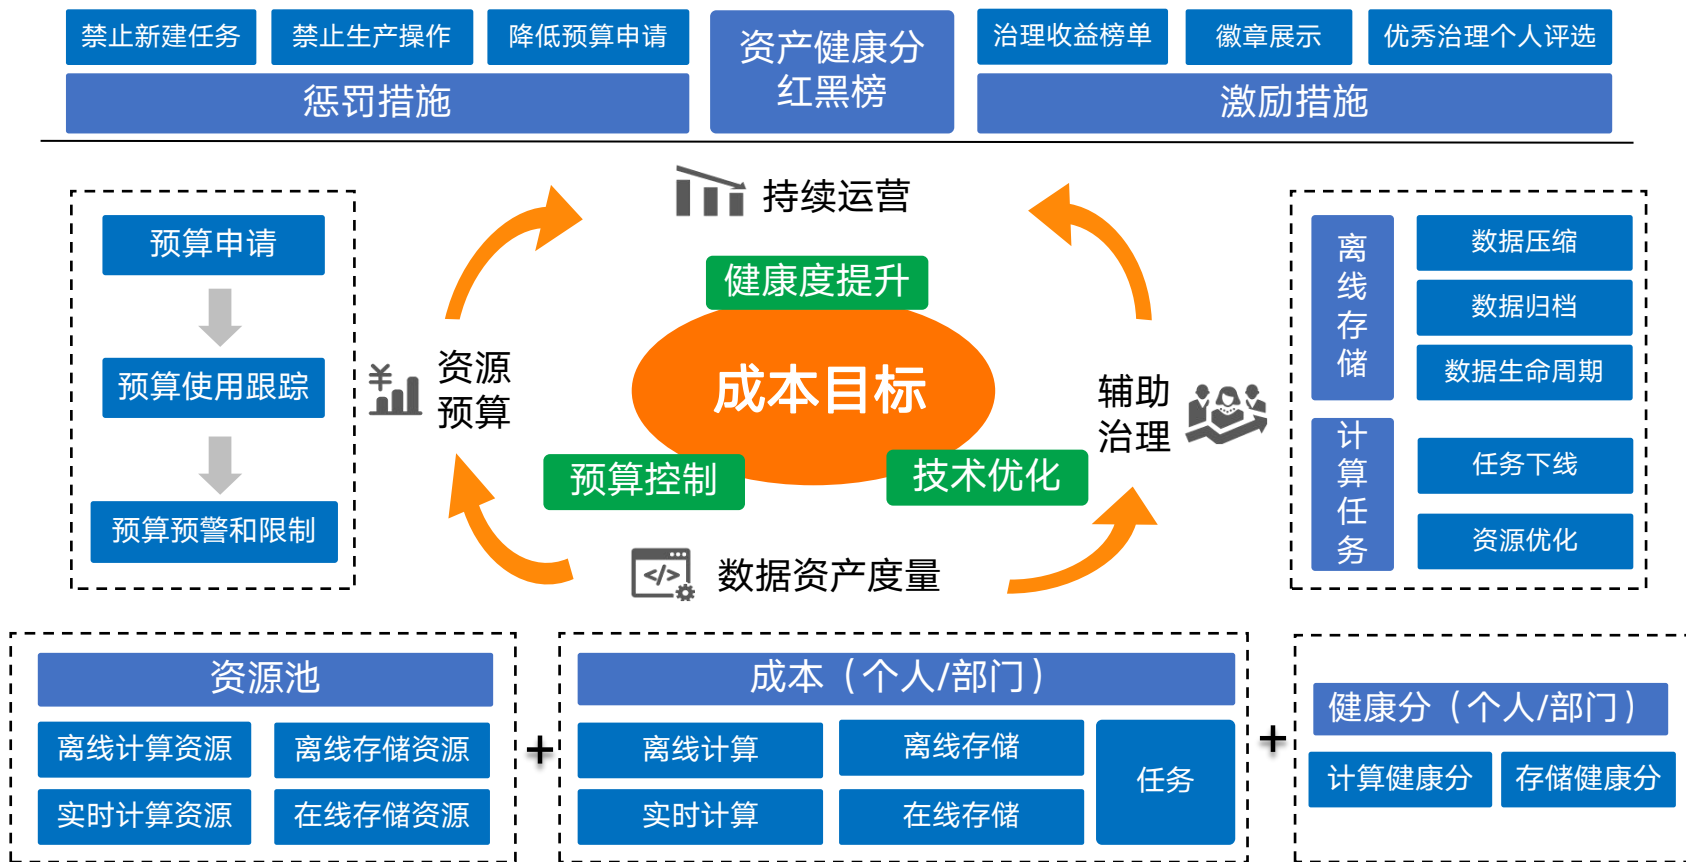 禁止新建任务
禁止生产操作
降低预算申请
惩罚措施
资产健康分
红黑榜
治理收益榜单
徽章展示
优秀治理个人评选
激励措施
持续运营
预算申请
预算使用跟踪
预算预警和限制
¥
资源
预算
健康度提升
成本目标
预算控制
技术优化
辅助
治理
</>
数据资产度量
离线存储
数据压缩
数据归档
数据生命周期
计算任务
任务下线
资源优化
资源池
离线计算资源
离线存储资源
实时计算资源
在线存储资源
+
成本（个人/部门）
离线计算
离线存储
实时计算
在线存储
任务
+
健康分（个人/部门）
计算健康分
存储健康分